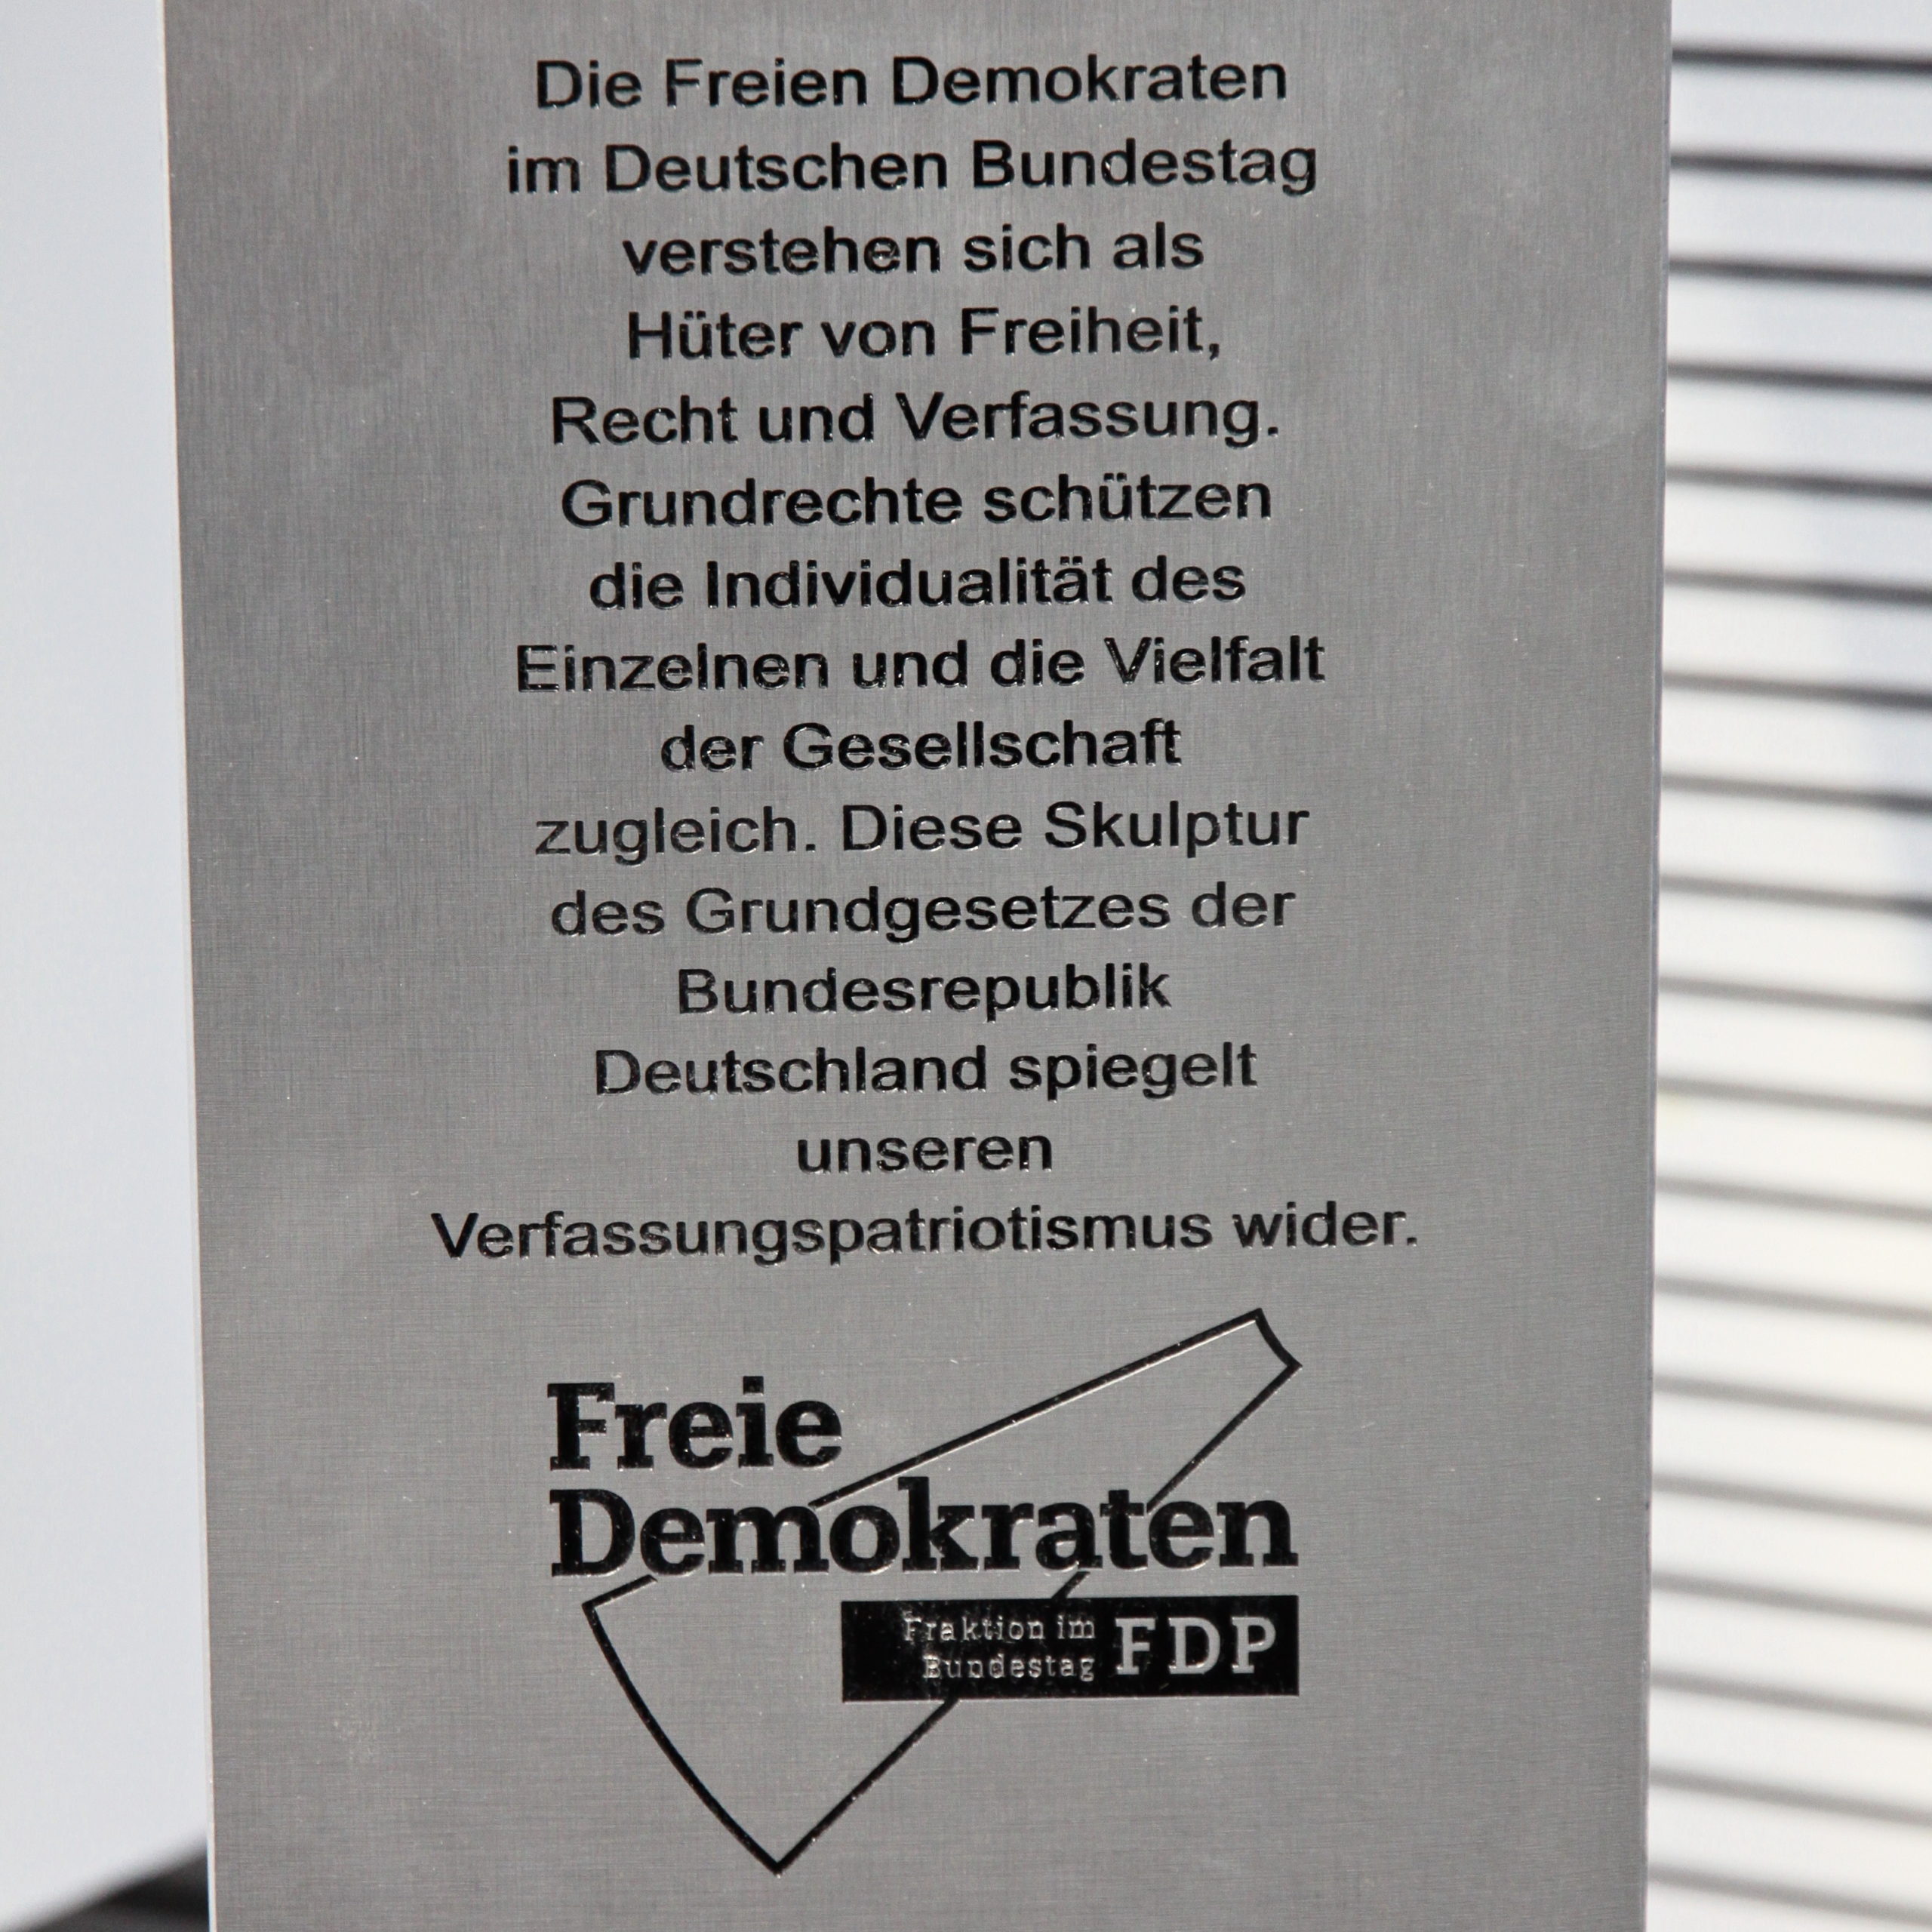 Die Freien Demokraten
im Deutschen Bundestag
verstehen sich als
Hüter von Freiheit,
Recht und Verfassung.
Grundrechte schützen
die Individualität des
Einzelnen und die Vielfalt
der Gesellschaft
zugleich. Diese Skulptur
des Grundgesetzes der
Bundesrepublik
Deutschland spiegelt
unseren
Verfassungspatriotismus wider.
Freie
Demokraten
Fraktion im
Bundestag FDP